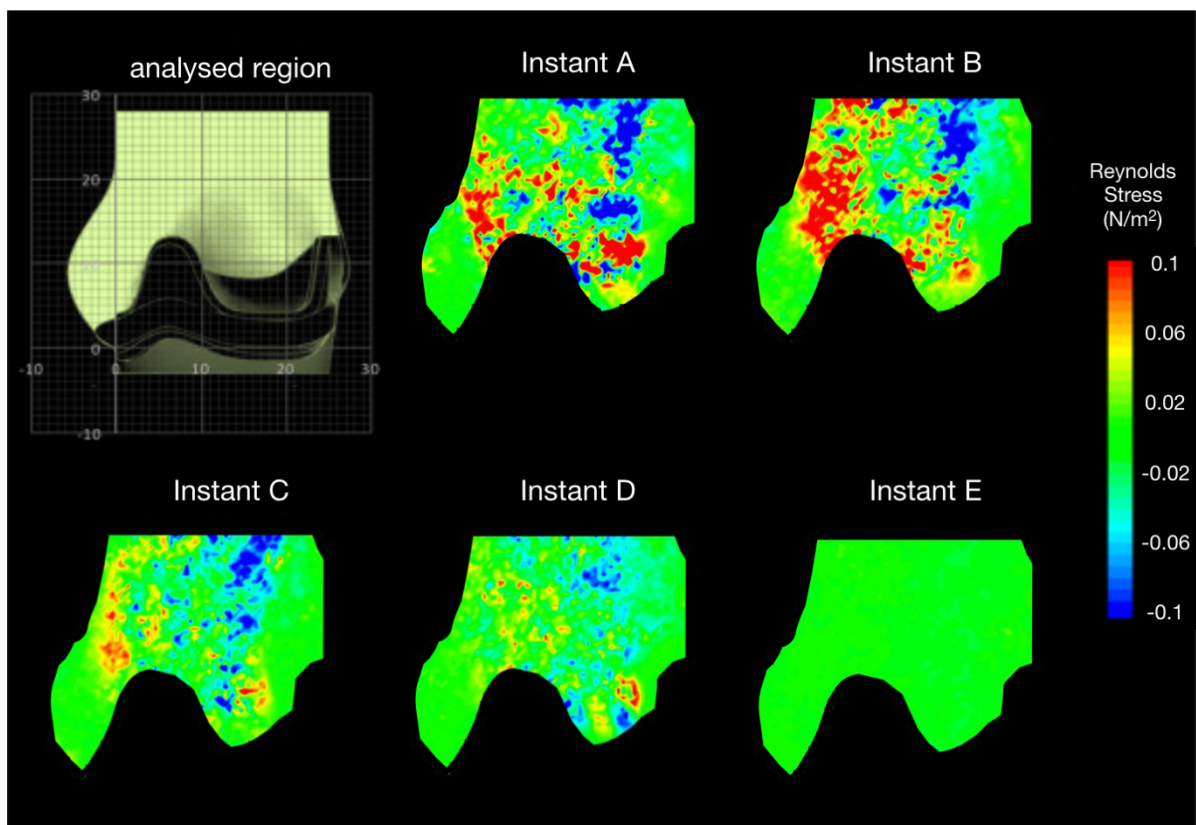 analysed region
Instant A
Instant B
30
20
10
0
-10
0
10
20
30
-10
Reynolds
Stress
(N/m²)
0.1
0.06
0.02
-0.02
-0.06
-0.1
Instant C
Instant D
Instant E